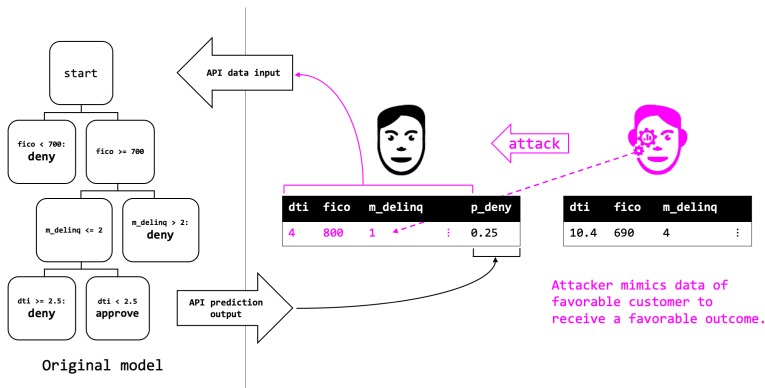 start
fico < 700:
deny
fico >= 700
m_delinq <= 2
m_delinq > 2:
deny
dti >= 2.5:
deny
dti < 2.5
approve
Original model
API data input
API prediction
output
attack
dti fico m_delinq p_deny
4 800 1 ⋮ 0.25
dti fico m_delinq
10.4 690 4 ⋮
Attacker mimics data of
favorable customer to
receive a favorable outcome.